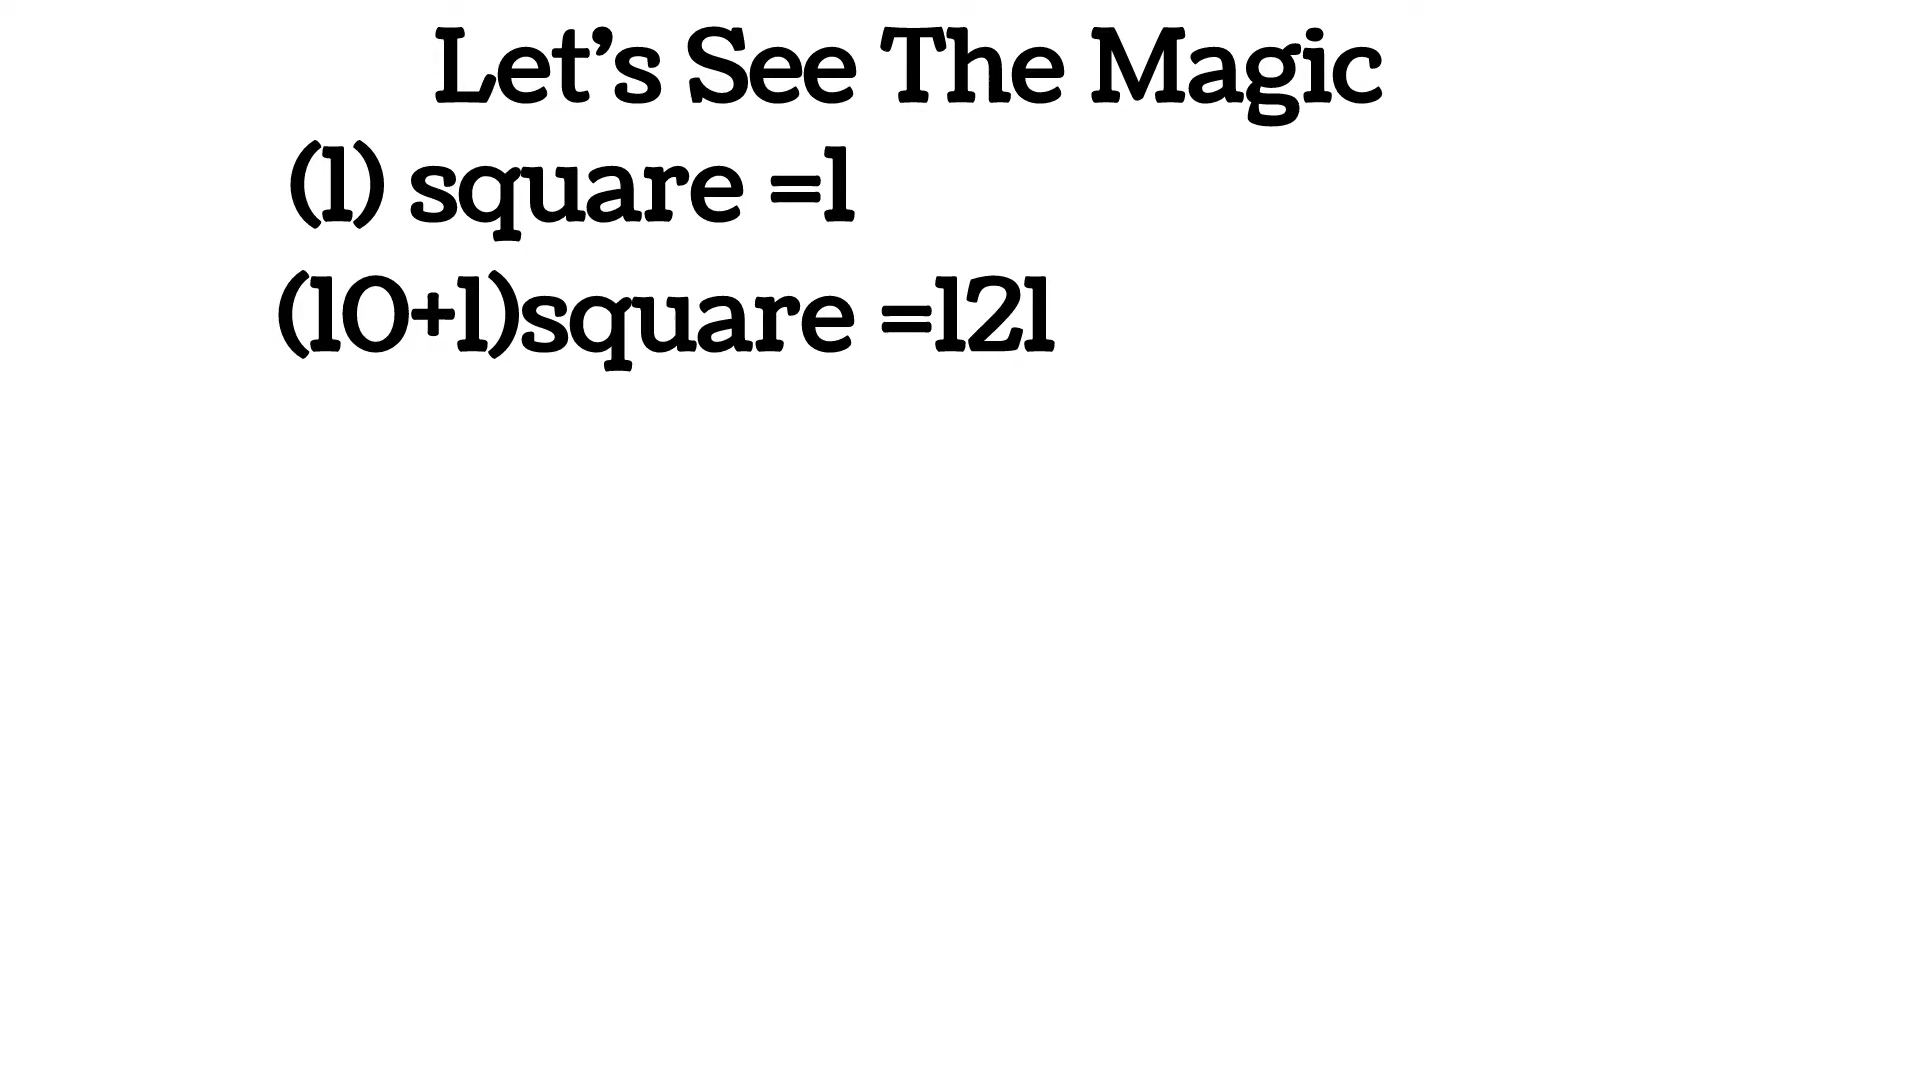 Let's See The Magic
(1) square =1
(10+1)square =121